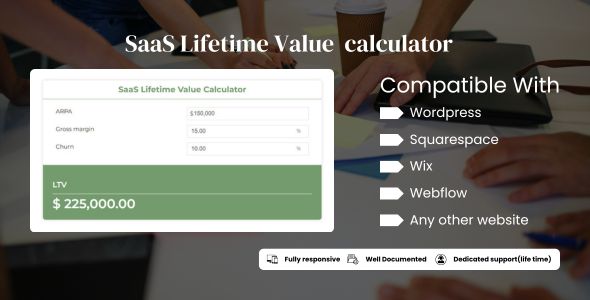 SaaS Lifetime Value calculator
SaaS Lifetime Value Calculator
ARPA
$150,000
Gross margin
15.00 %
Churn
10.00 %
LTV
$ 225,000.00
Compatible With
Wordpress
Squarespace
Wix
Webflow
Any other website
Fully responsive
Well Documented
Dedicated support(life time)